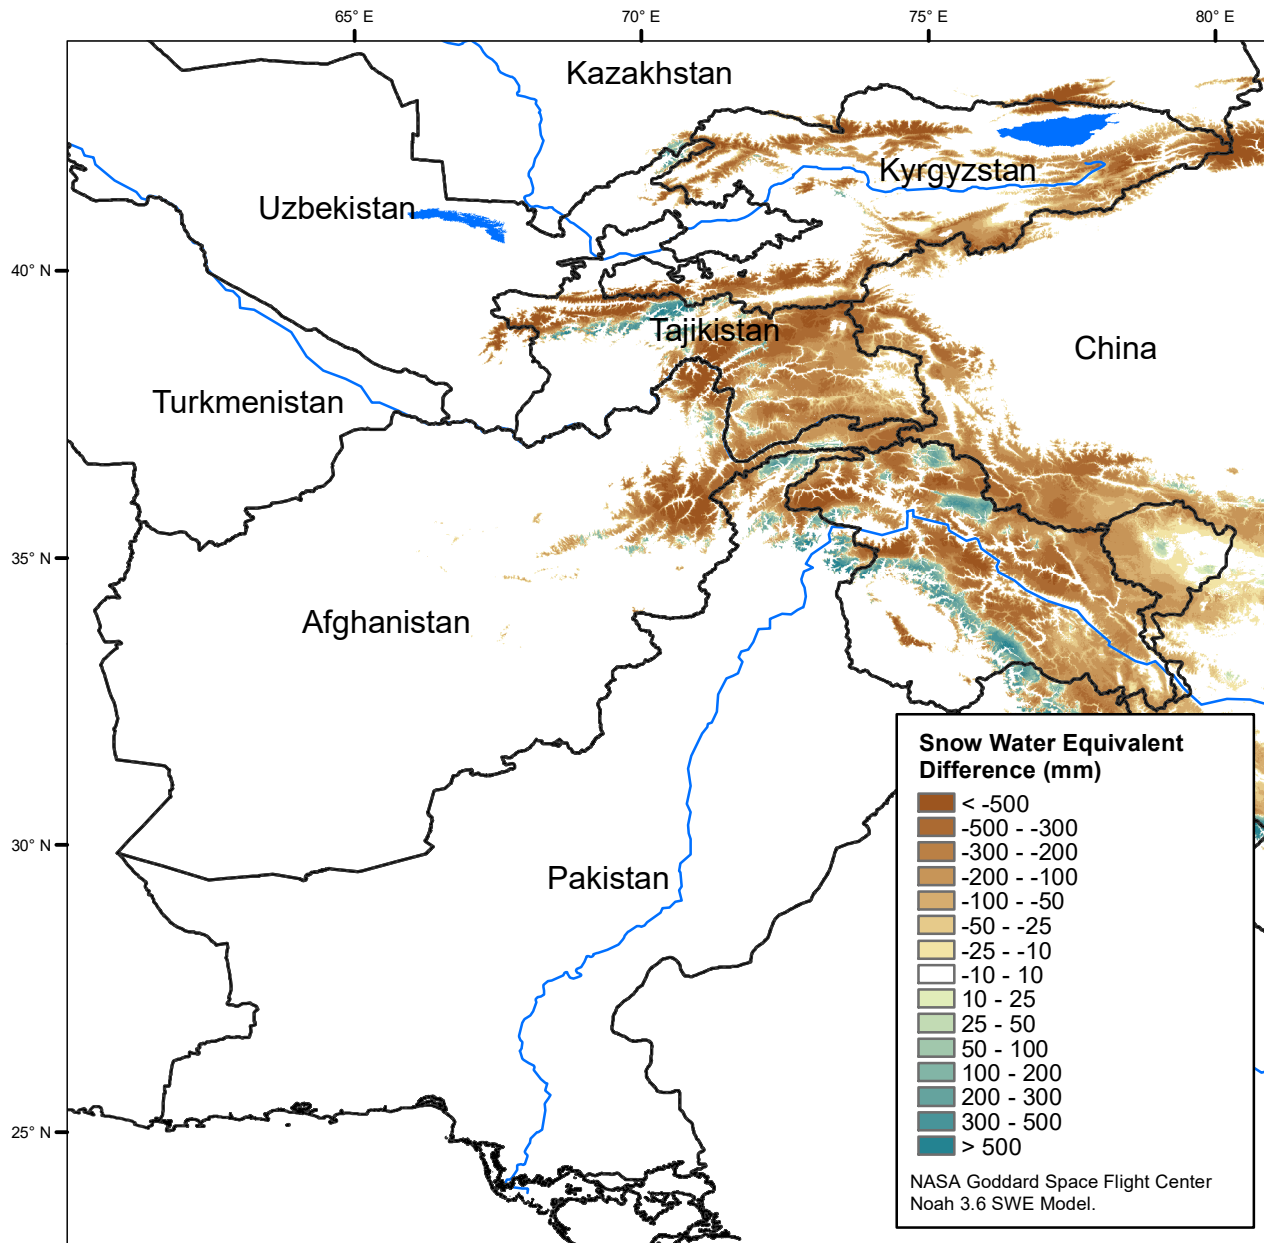 65° E
70° E
75° E
80° E
Kazakhstan
Kyrgyzstan
Uzbekistan
40° N
Tajikistan
China
Turkmenistan
35° N
Afghanistan
Snow Water Equivalent
Difference (mm)
< -500
-500 - -300
-300 - -200
-200 - -100
-100 - -50
-50 - -25
-25 - -10
-10 - 10
10 - 25
25 - 50
50 - 100
100 - 200
200 - 300
300 - 500
> 500
NASA Goddard Space Flight Center
Noah 3.6 SWE Model.
30° N
Pakistan
25° N